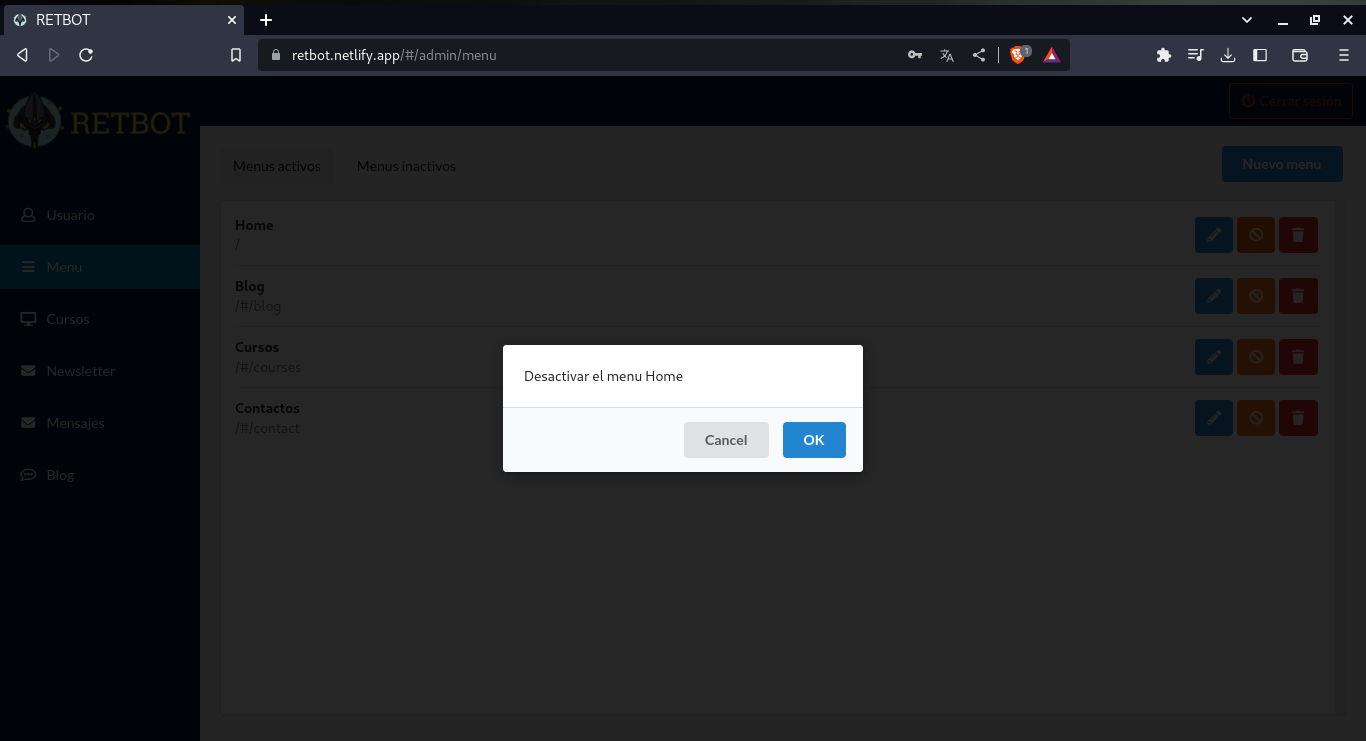 RETBOT
retbot.netlify.app/#/admin/menu
1
RETBOT
Cerrar sesión
Menus activos
Menus inactivos
Nuevo menu
Usuario
Menu
Cursos
Newsletter
Mensajes
Blog
Home
/
Blog
/#/blog
Cursos
/#/courses
Contactos
/#/contact
Desactivar el menu Home
Cancel
OK